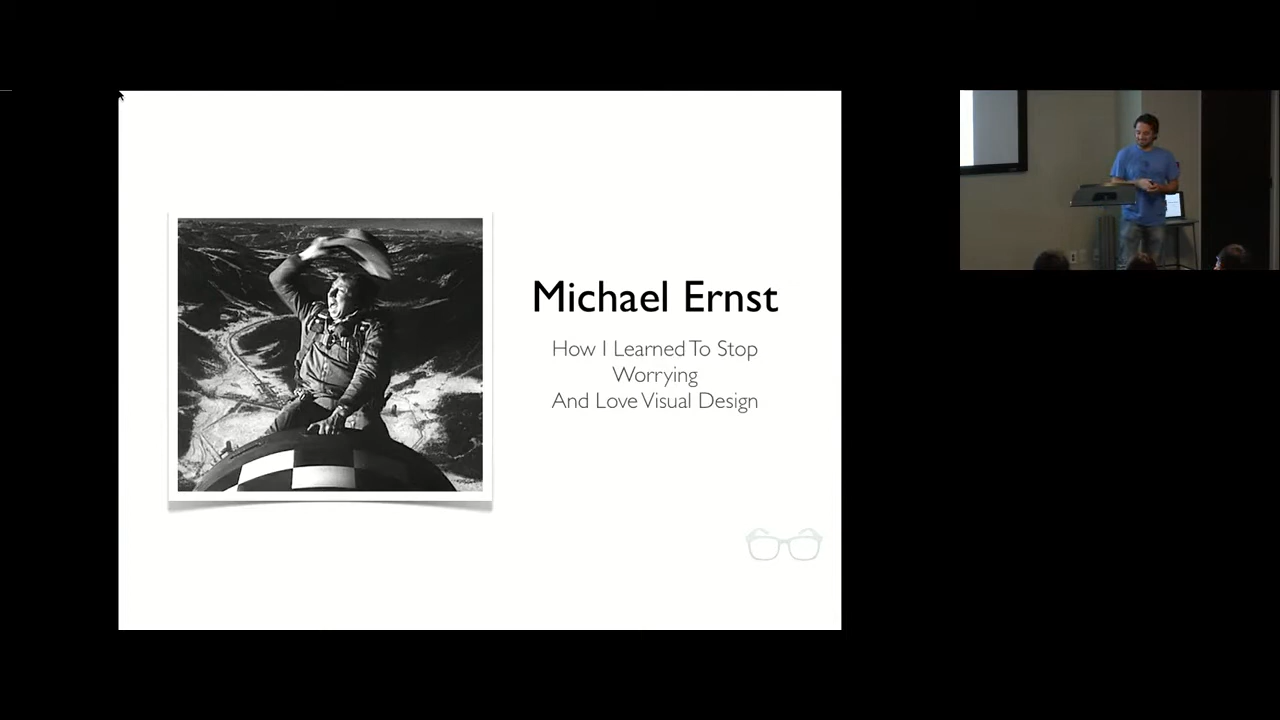 Michael Ernst
How I Learned To Stop
Worrying
And Love Visual Design